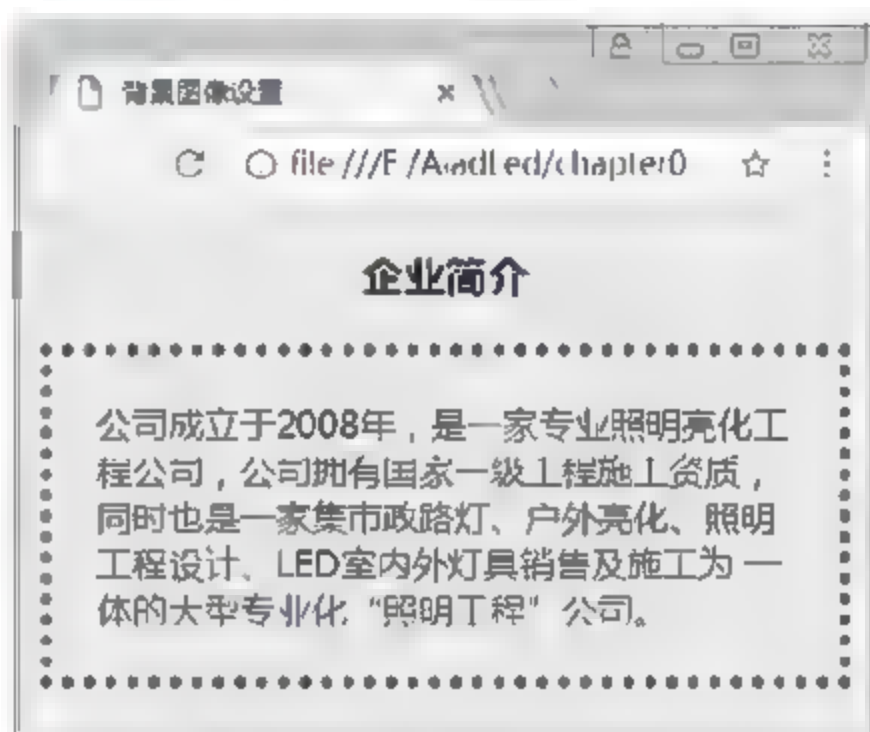 背景图像设置
file:///F:/AadLed/chapter0
企业简介
公司成立于2008年，是一家专业照明亮化工
程公司，公司拥有国家一级工程施工资质，
同时也是一家集市政路灯、户外亮化、照明
工程设计、LED室内外灯具销售及施工为一
体的大型专业化“照明工程”公司。